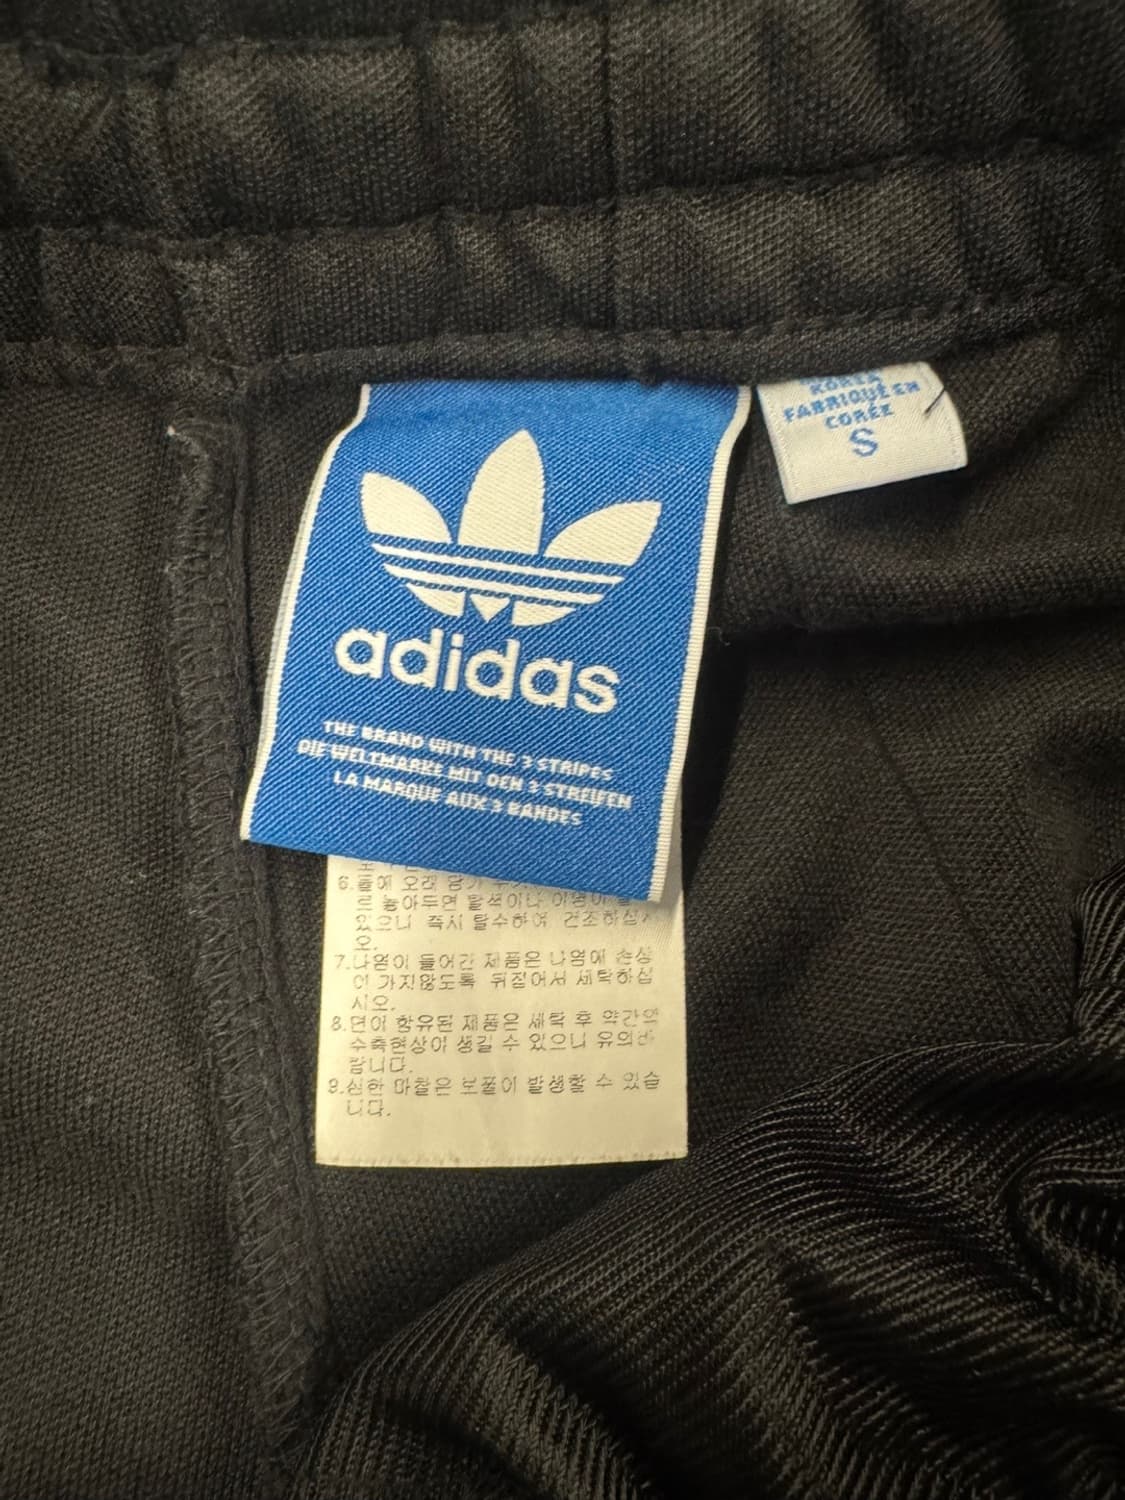 KOREA
FABRIQUÉ EN
CORÉE
S
adidas
THE BRAND WITH THE 3 STRIPES
DIE WELTMARKE MIT DEN 3 STREIFEN
LA MARQUE AUX 3 BANDES
6. 물에 오래 담가
로 놓아두면 탈색이나 이염이
있으니 즉시 탈수하여 건조하십시
오.
7.나염이 들어간 제품은 나염에 손상
이 가지않도록 뒤집어서 세탁하십
시오.
8.면이 함유된 제품은 세탁 후 약간의
수축현상이 생길 수 있으니 유의바
랍니다.
9.심한 마찰은 보풀이 발생할 수 있습
니다.